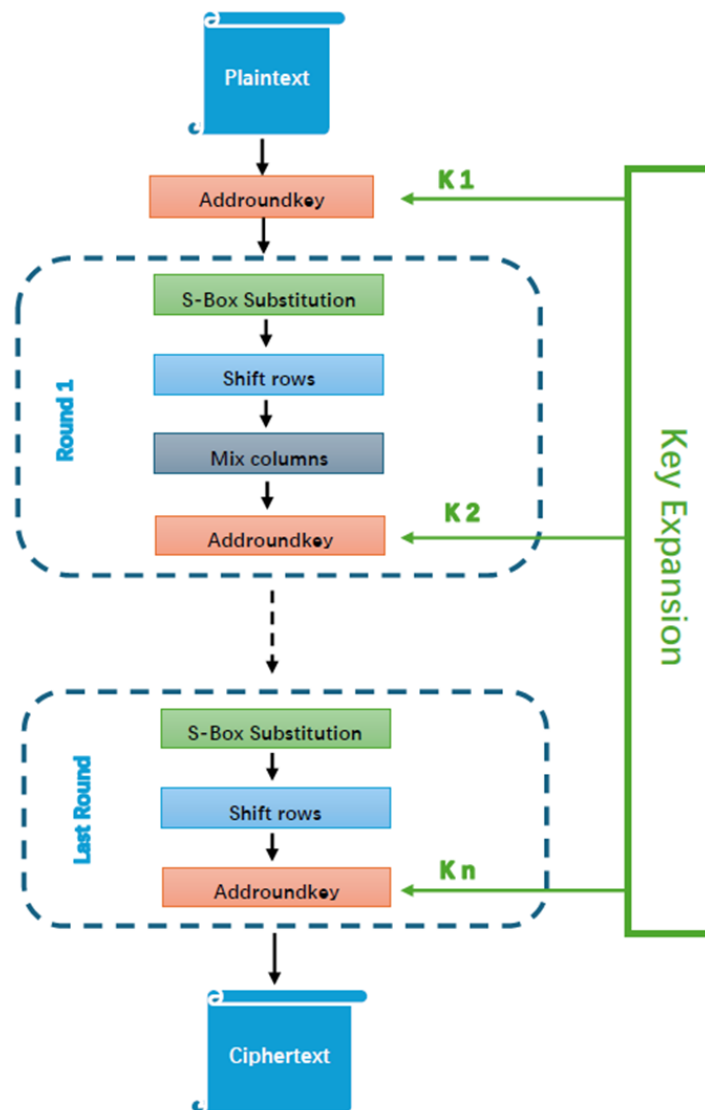 Plaintext
K 1
Addroundkey
S-Box Substitution
Shift rows
Round 1
Mix columns
K 2
Addroundkey
Key Expansion
S-Box Substitution
Shift rows
Last Round
K n
Addroundkey
Ciphertext